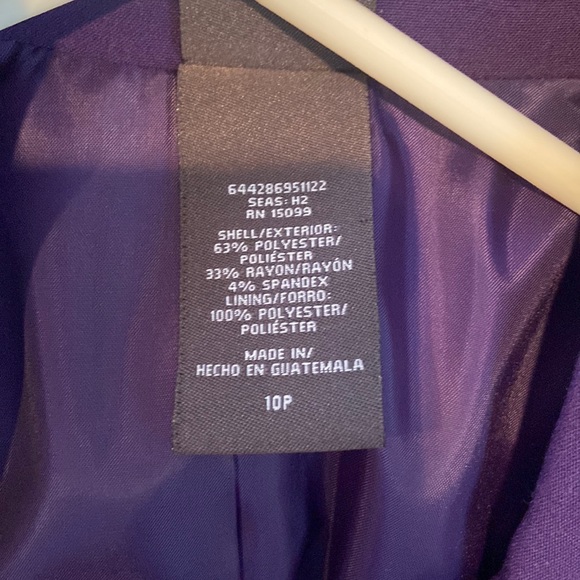 644286951122
SEAS: H2
RN 15099
SHELL/EXTERIOR:
63% POLYESTER/
POLIÉSTER
33% RAYON/RAYÓN
4% SPANDEX
LINING/FORRO:
100% POLYESTER/
POLIÉSTER
MADE IN/
HECHO EN GUATEMALA
10P